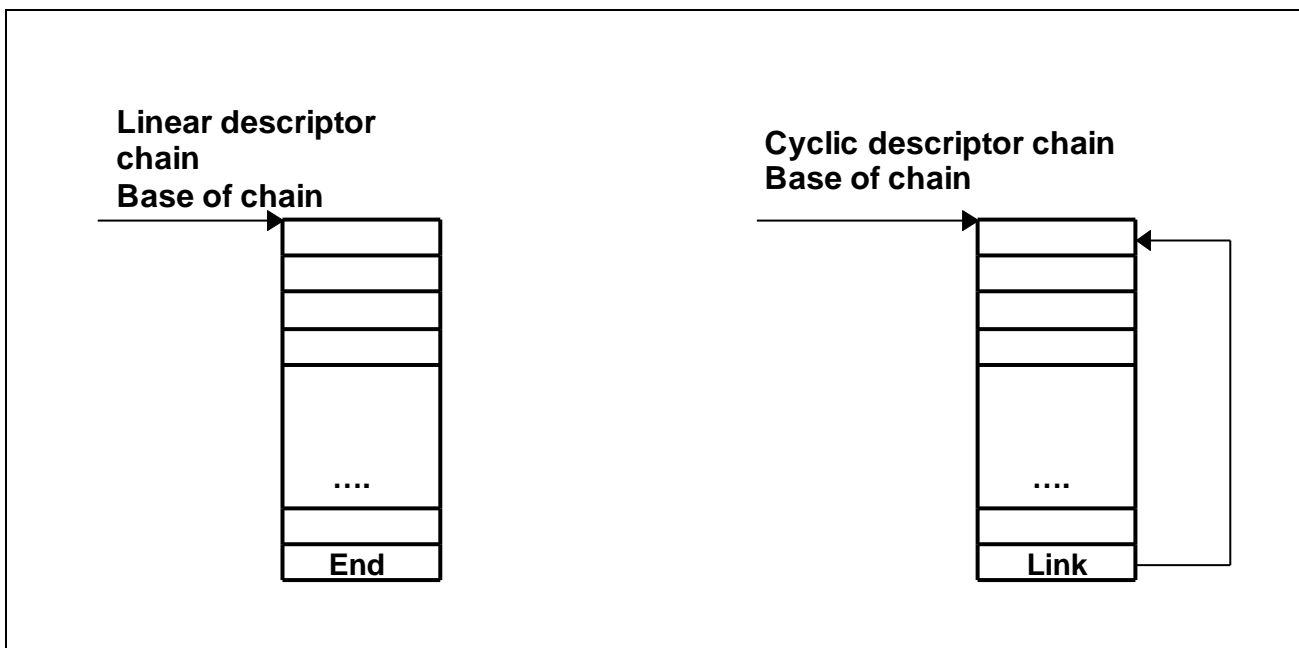 Linear descriptor
chain
Base of chain
….
End
Cyclic descriptor chain
Base of chain
….
Link